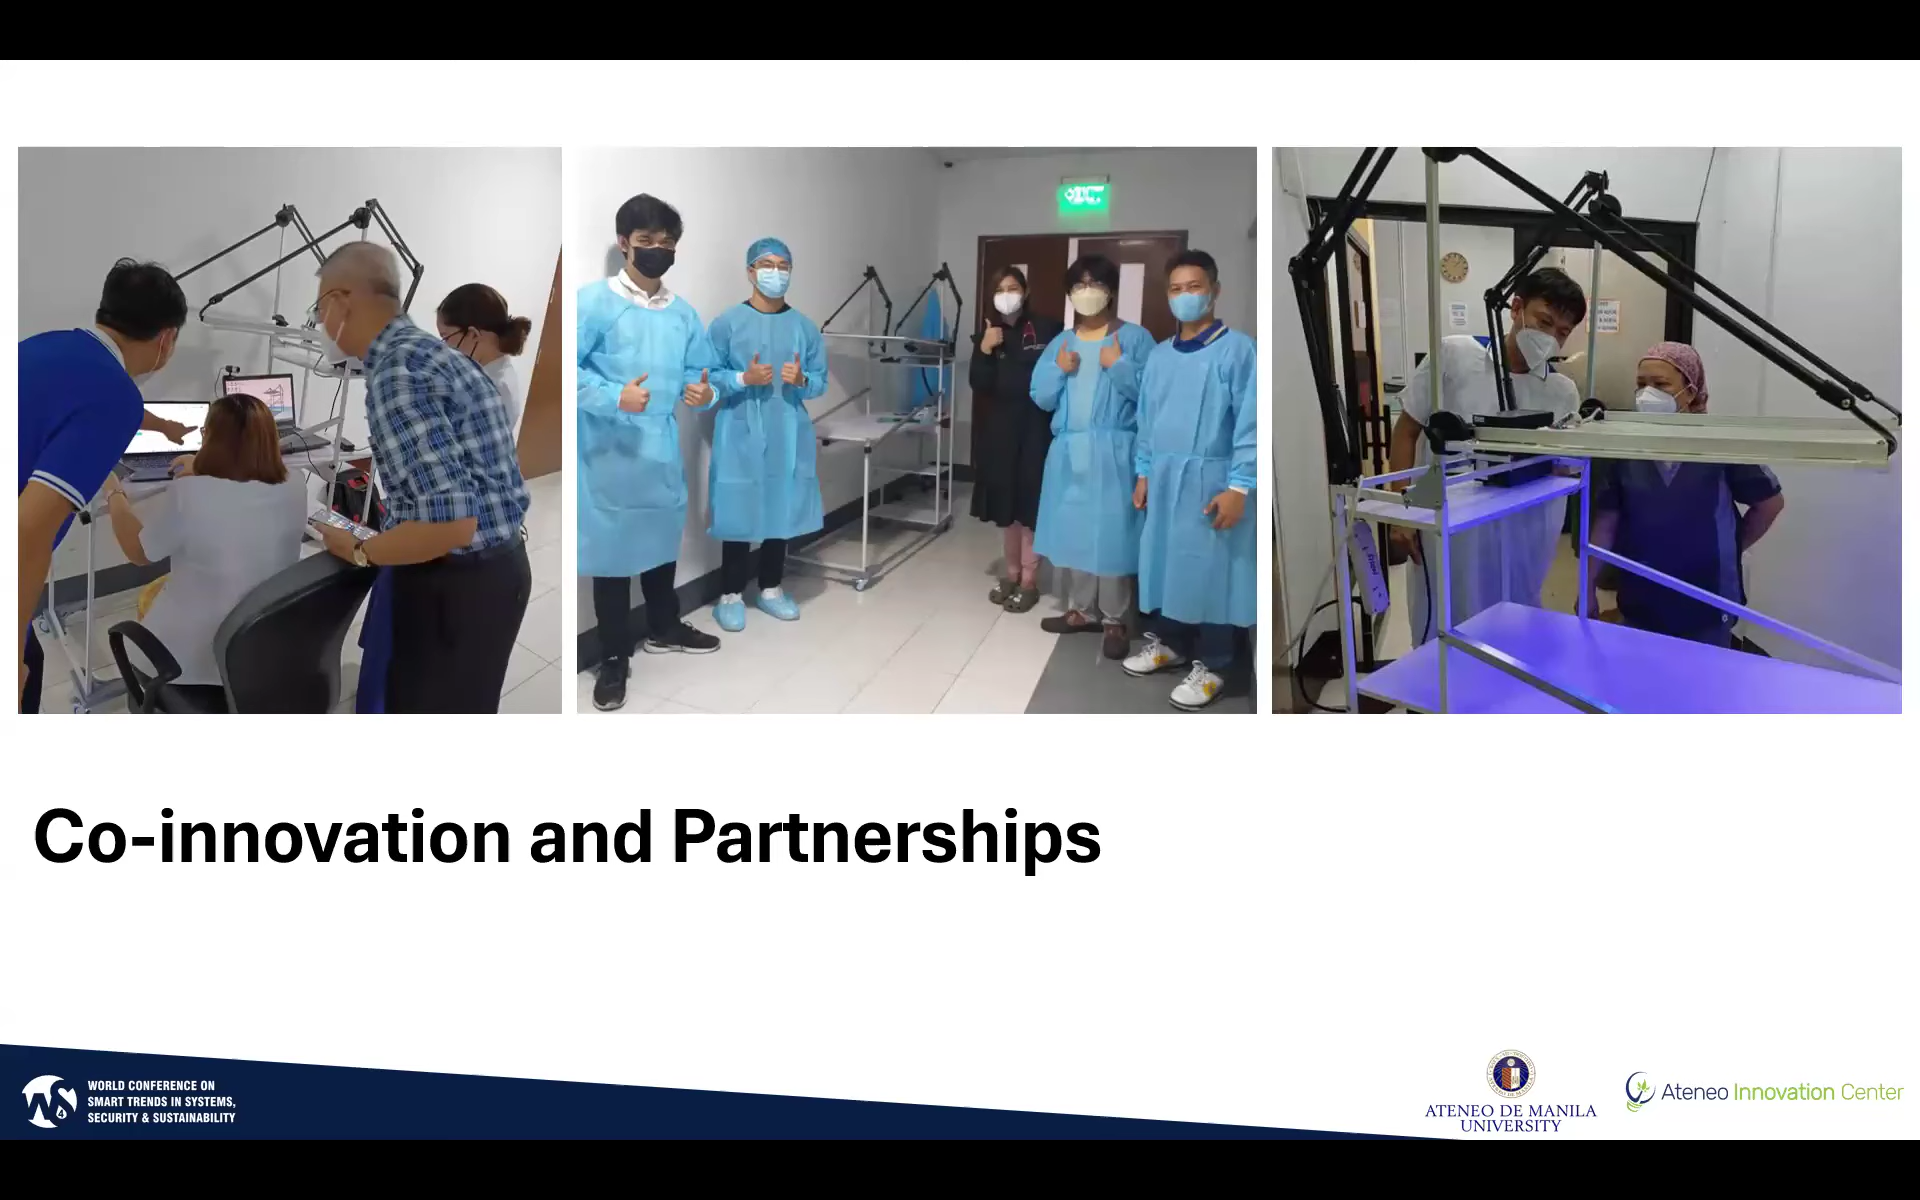 Co-innovation and Partnerships
WORLD CONFERENCE ON
SMART TRENDS IN SYSTEMS,
SECURITY & SUSTAINABILITY
ATENEO DE MANILA
UNIVERSITY
Ateneo Innovation Center